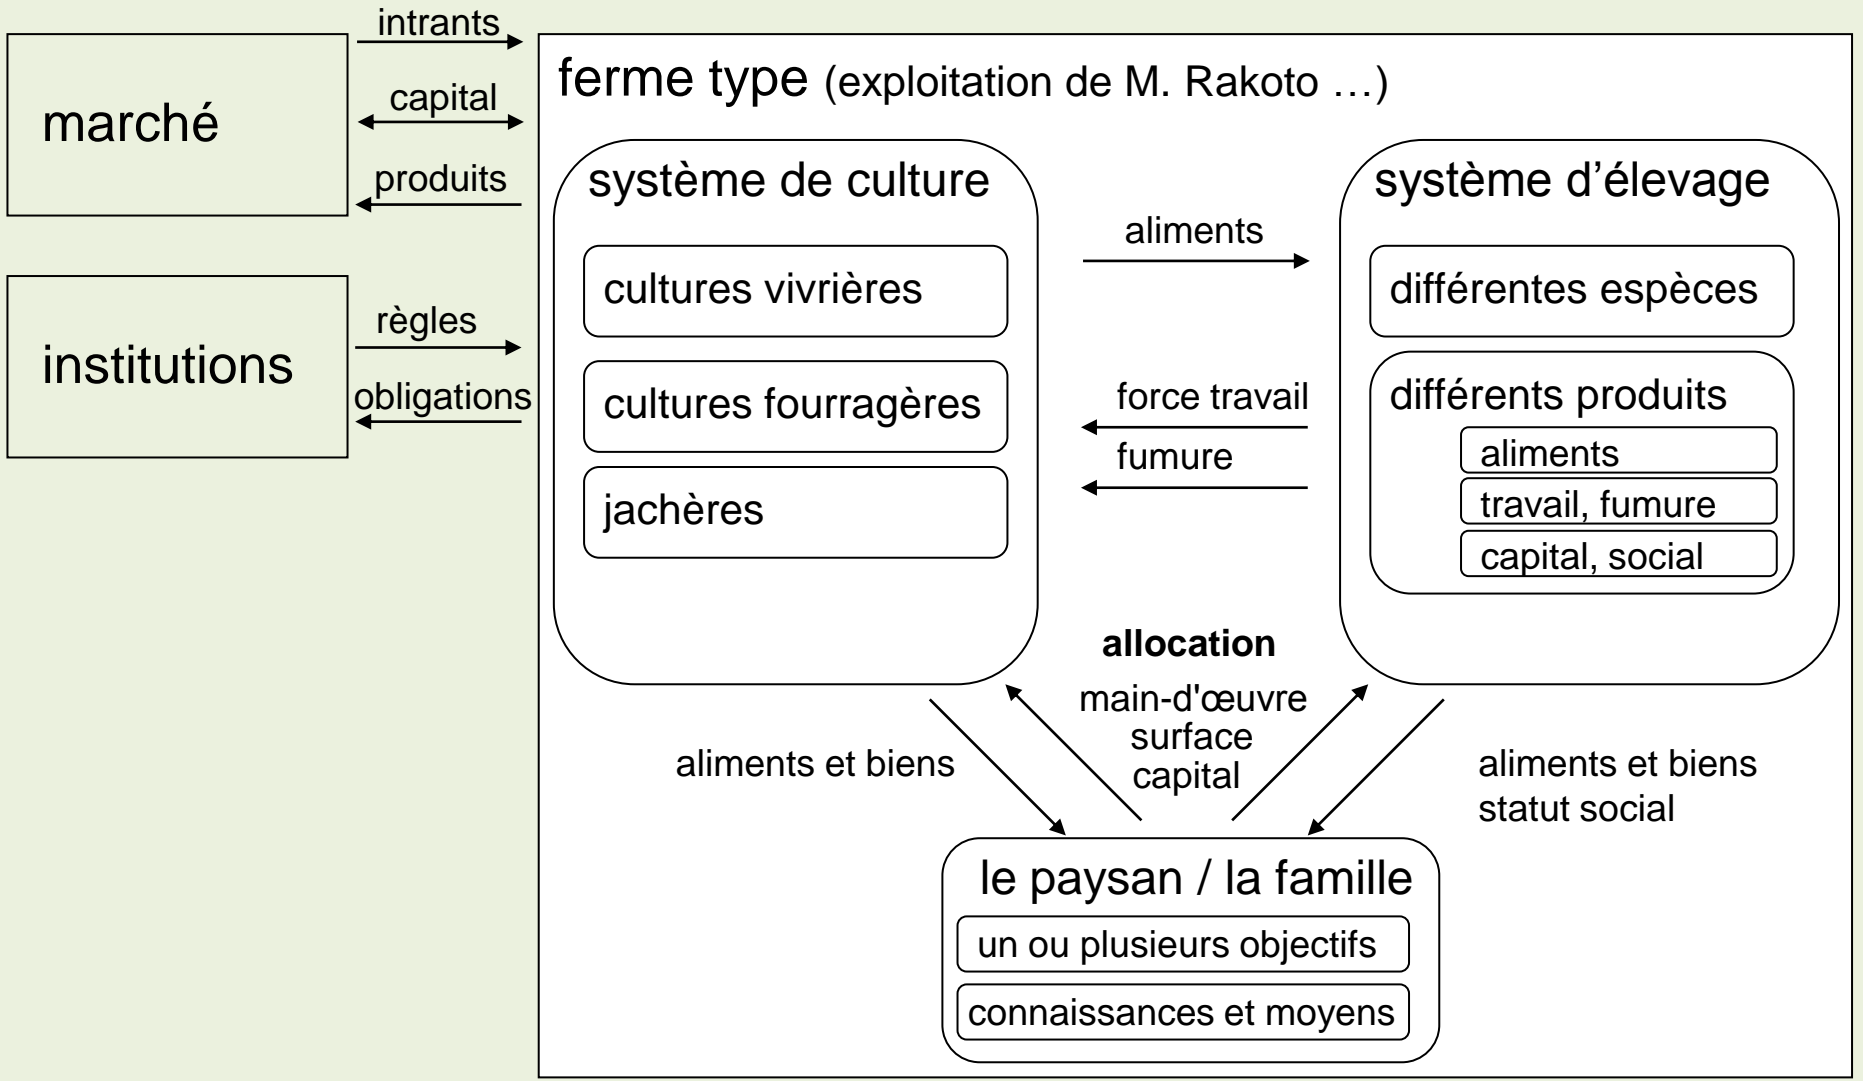 intrants
marché
capital
produits
institutions
règles
obligations
ferme type (exploitation de M. Rakoto …)
système de culture
cultures vivrières
cultures fourragères
jachères
aliments
force travail
fumure
système d’élevage
différentes espèces
différents produits
aliments
travail, fumure
capital, social
allocation
main-d'œuvre
surface
capital
aliments et biens
aliments et biens
statut social
le paysan / la famille
un ou plusieurs objectifs
connaissances et moyens